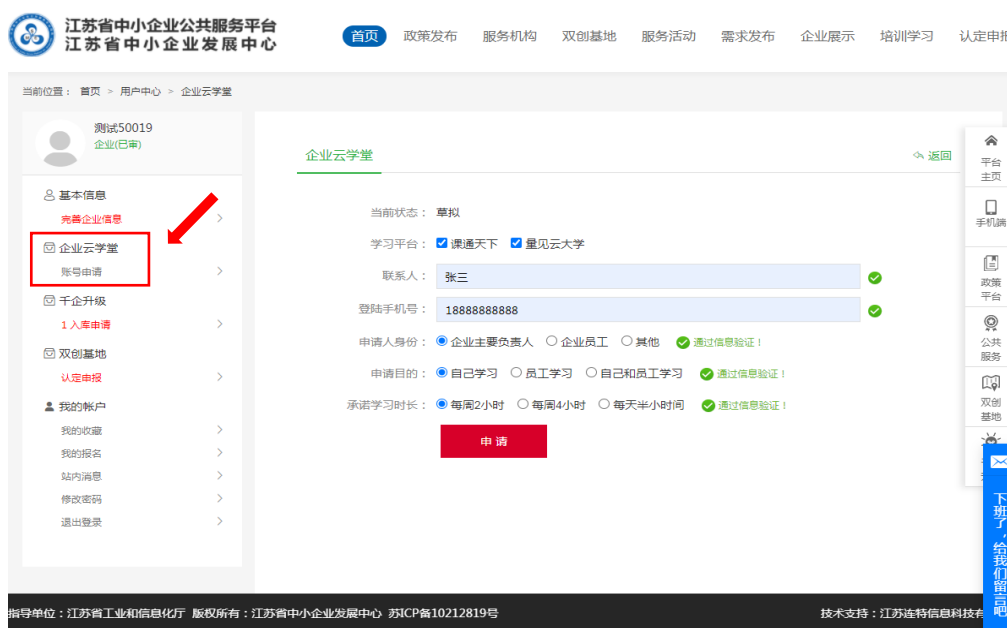 江苏省中小企业公共服务平台
江苏省中小企业发展中心
首页 政策发布 服务机构 双创基地 服务活动 需求发布 企业展示 培训学习 认定申报
当前位置： 首页 > 用户中心 > 企业云学堂
测试50019
企业(已审)
基本信息
完善企业信息
企业云学堂
账号申请
千企升级
1 入库申请
双创基地
认定申报
我的帐户
我的收藏
我的报名
站内消息
修改密码
退出登录
企业云学堂
返回
当前状态： 草拟
学习平台： 课通天下 量见云大学
联系人： 张三
登陆手机号： 18888888888
申请人身份： 企业主要负责人 企业员工 其他 通过信息验证！
申请目的： 自己学习 员工学习 自己和员工学习 通过信息验证！
承诺学习时长： 每周2小时 每周4小时 每天半小时间 通过信息验证！
申 请
平台
主页
手机端
政策
平台
公共
服务
双创
基地
下班了，给我们留言吧
指导单位：江苏省工业和信息化厅 版权所有：江苏省中小企业发展中心 苏ICP备10212819号
技术支持：江苏连特信息科技有